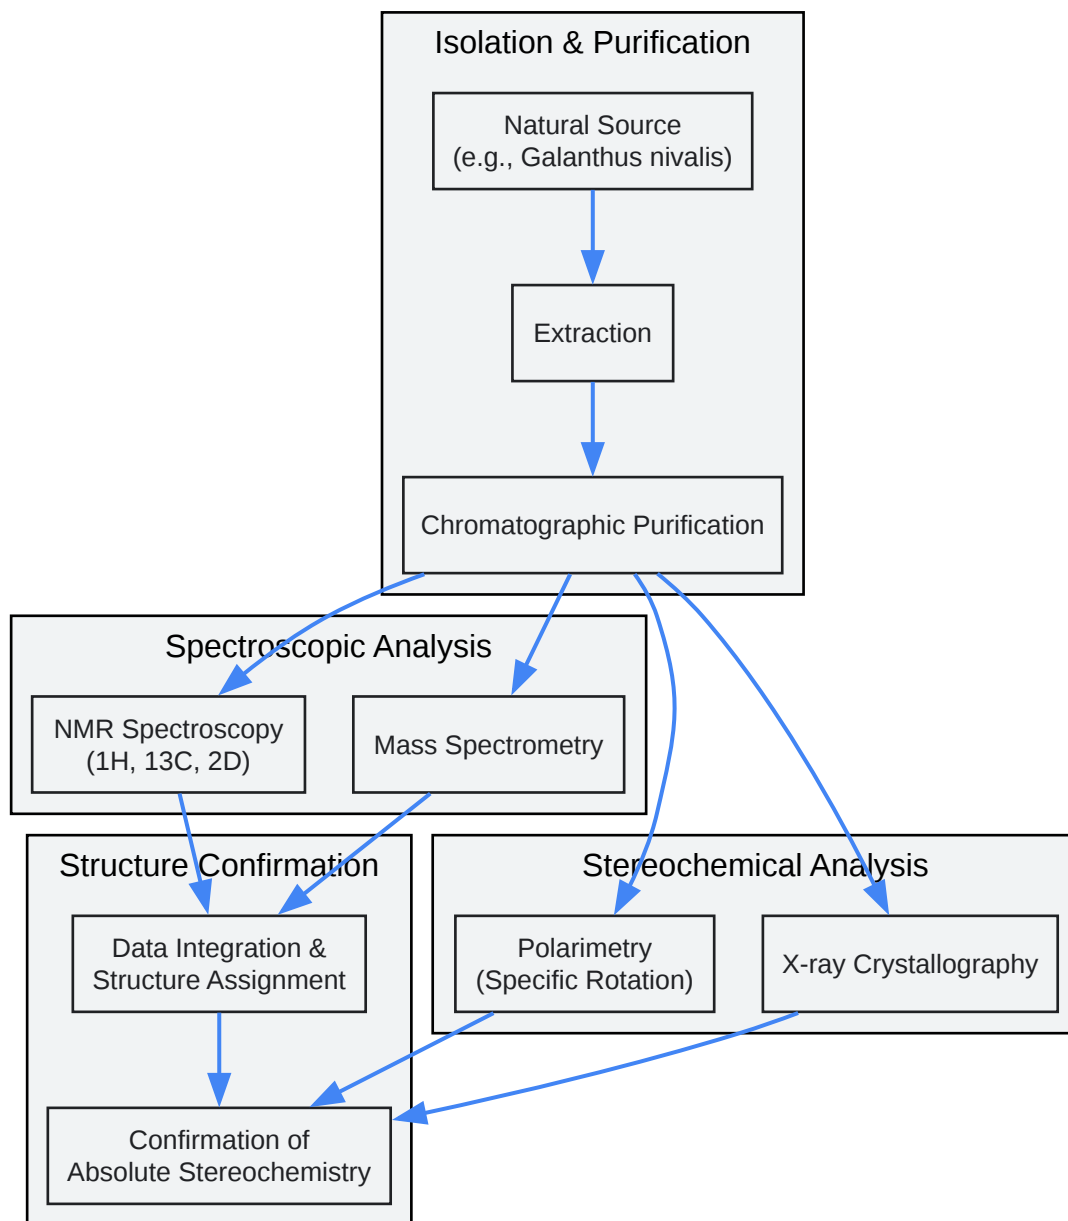 Isolation & Purification
Natural Source
(e.g., Galanthus nivalis)
Extraction
Chromatographic Purification
Spectroscopic Analysis
NMR Spectroscopy
(1H, 13C, 2D)
Mass Spectrometry
Structure Confirmation
Data Integration &
Structure Assignment
Confirmation of
Absolute Stereochemistry
Stereochemical Analysis
Polarimetry
(Specific Rotation)
X-ray Crystallography